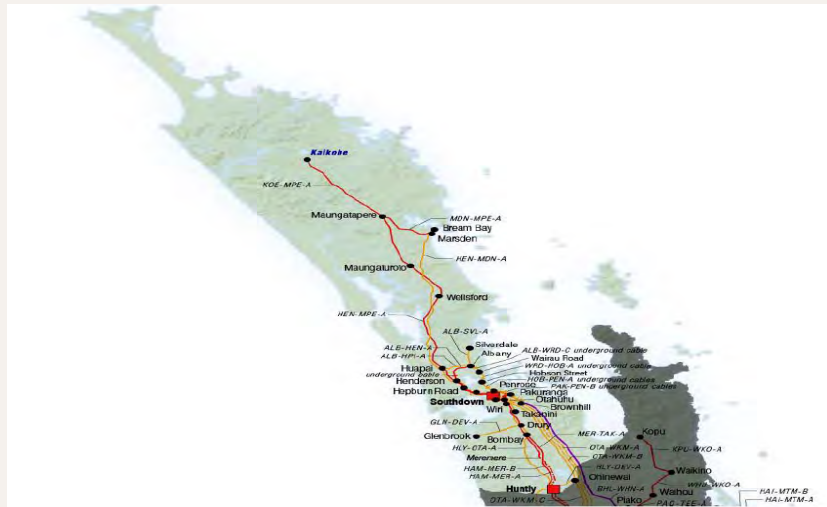 Kaikohe
KOE-MPE-A
Maungatapere
MDN-MPE-A
Bream Bay
Marsden
HEN-MDN-A
Maungaturoto
Wellsford
HEN-MPE-A
ALB-SVL-A
Silverdale
ALB-HEN-A
Albany
ALB-WRD-C underground cable
ALB-HPI-A
Wairau Road
Huapai
WRD-HOB-A underground cable
underground cable
Hobson Street
Henderson
HOB-PEN-A underground cables
Hepburn Road
Penrose
PAK-PEN-B underground cables
Pakuranga
Southdown
Otahuhu
Wiri
Brownhill
Takanini
GLN-DEV-A
Drury
Glenbrook
Bombay
MER-TAK-A
Kopu
HLY-OTA-A
OTA-WKM-A
KPU-WKO-A
Meremere
OTA-WKM-B
HAM-MER-B
HLY-DEV-A
HAM-MER-A
Ohinewai
Waikino
Huntly
BHL-WHN-A
WHU-WKO-A
Waihou
OTA-WKM-C
Piako
HAI-MTM-B
PAC-TEE-A
HAI-MTM-A